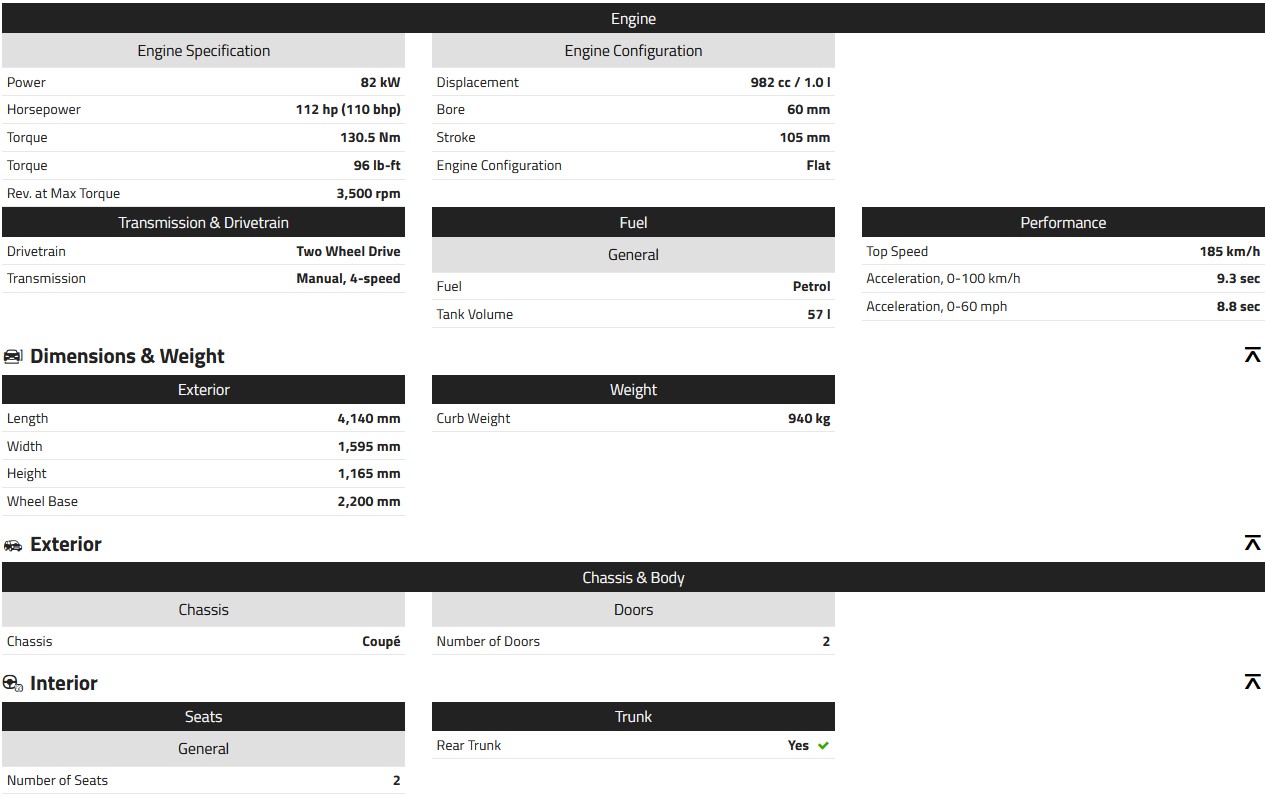 Engine
Engine Specification
Power 82 kW
Horsepower 112 hp (110 bhp)
Torque 130.5 Nm
Torque 96 lb-ft
Rev. at Max Torque 3,500 rpm
Engine Configuration
Displacement 982 cc / 1.0 l
Bore 60 mm
Stroke 105 mm
Engine Configuration Flat
Transmission & Drivetrain
Drivetrain Two Wheel Drive
Transmission Manual, 4-speed
Fuel
General
Fuel Petrol
Tank Volume 57 l
Performance
Top Speed 185 km/h
Acceleration, 0-100 km/h 9.3 sec
Acceleration, 0-60 mph 8.8 sec
Dimensions & Weight
Exterior
Length 4,140 mm
Width 1,595 mm
Height 1,165 mm
Wheel Base 2,200 mm
Weight
Curb Weight 940 kg
Exterior
Chassis & Body
Chassis
Chassis Coupé
Doors
Number of Doors 2
Interior
Seats
General
Number of Seats 2
Trunk
Rear Trunk Yes